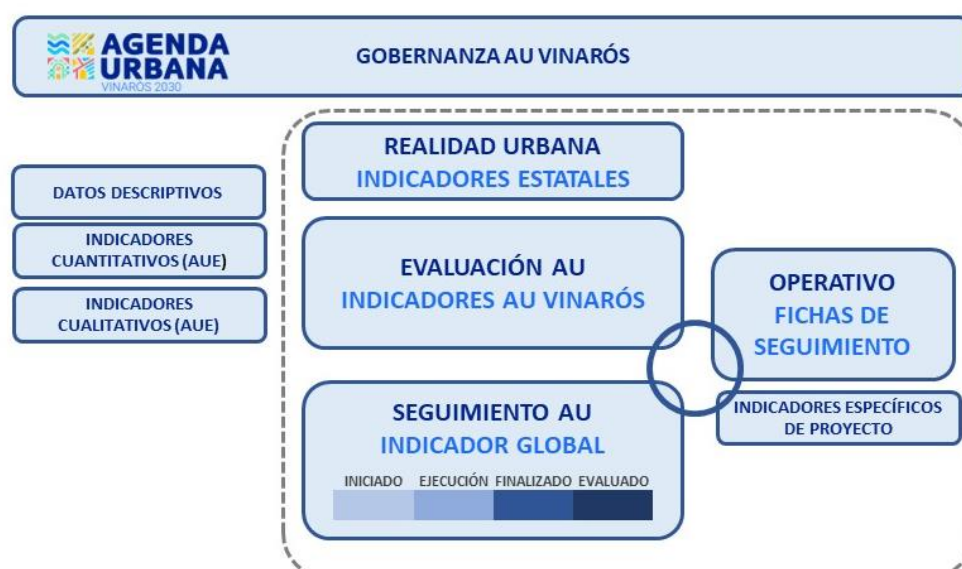 AGENDA
URBANA
VINARÒS 2030
GOBERNANZA AU VINARÓS
REALIDAD URBANA
INDICADORES ESTATALES
DATOS DESCRIPTIVOS
INDICADORES
CUANTITATIVOS (AUE)
INDICADORES
CUALITATIVOS (AUE)
EVALUACIÓN AU
INDICADORES AU VINARÓS
OPERATIVO
FICHAS DE
SEGUIMIENTO
INDICADORES ESPECÍFICOS
DE PROYECTO
SEGUIMIENTO AU
INDICADOR GLOBAL
INICIADO EJECUCIÓN FINALIZADO EVALUADO